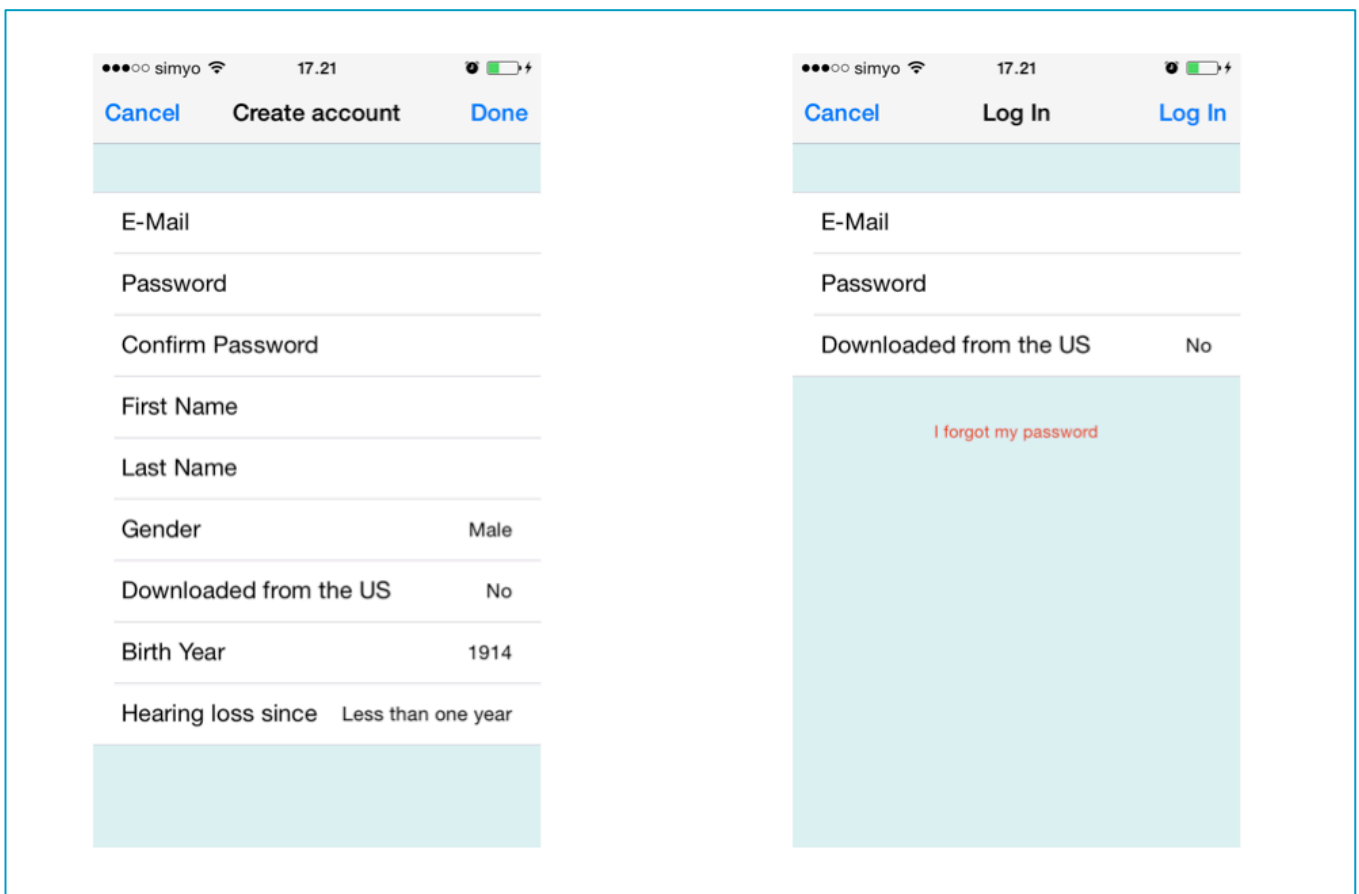 simyo 17.21
Cancel Create account Done
E-Mail
Password
Confirm Password
First Name
Last Name
Gender Male
Downloaded from the US No
Birth Year 1914
Hearing loss since Less than one year
simyo 17.21
Cancel Log In Log In
E-Mail
Password
Downloaded from the US No
I forgot my password